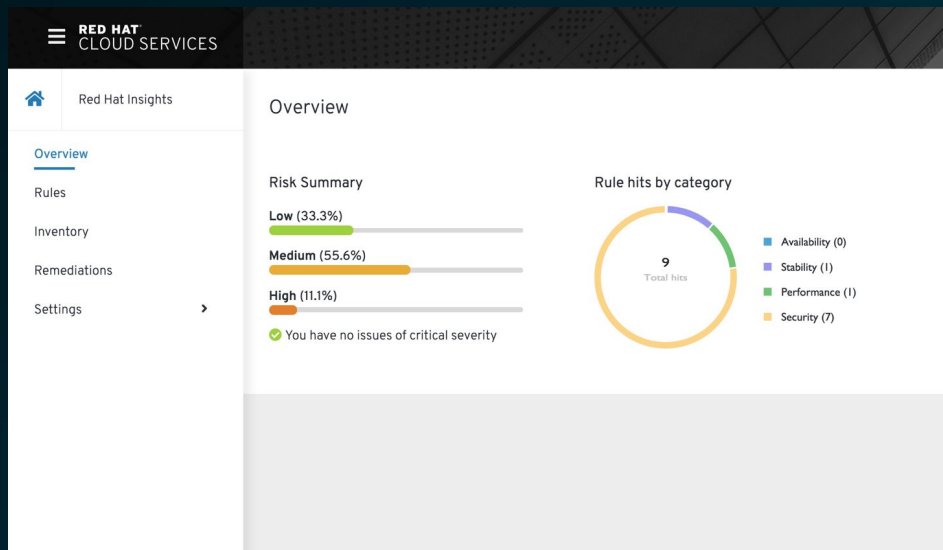 RED HAT
CLOUD SERVICES
Red Hat Insights
Overview
Rules
Inventory
Remediations
Settings
Overview
Risk Summary
Low (33.3%)
Medium (55.6%)
High (11.1%)
You have no issues of critical severity
Rule hits by category
9
Total hits
Availability (0)
Stability (1)
Performance (1)
Security (7)